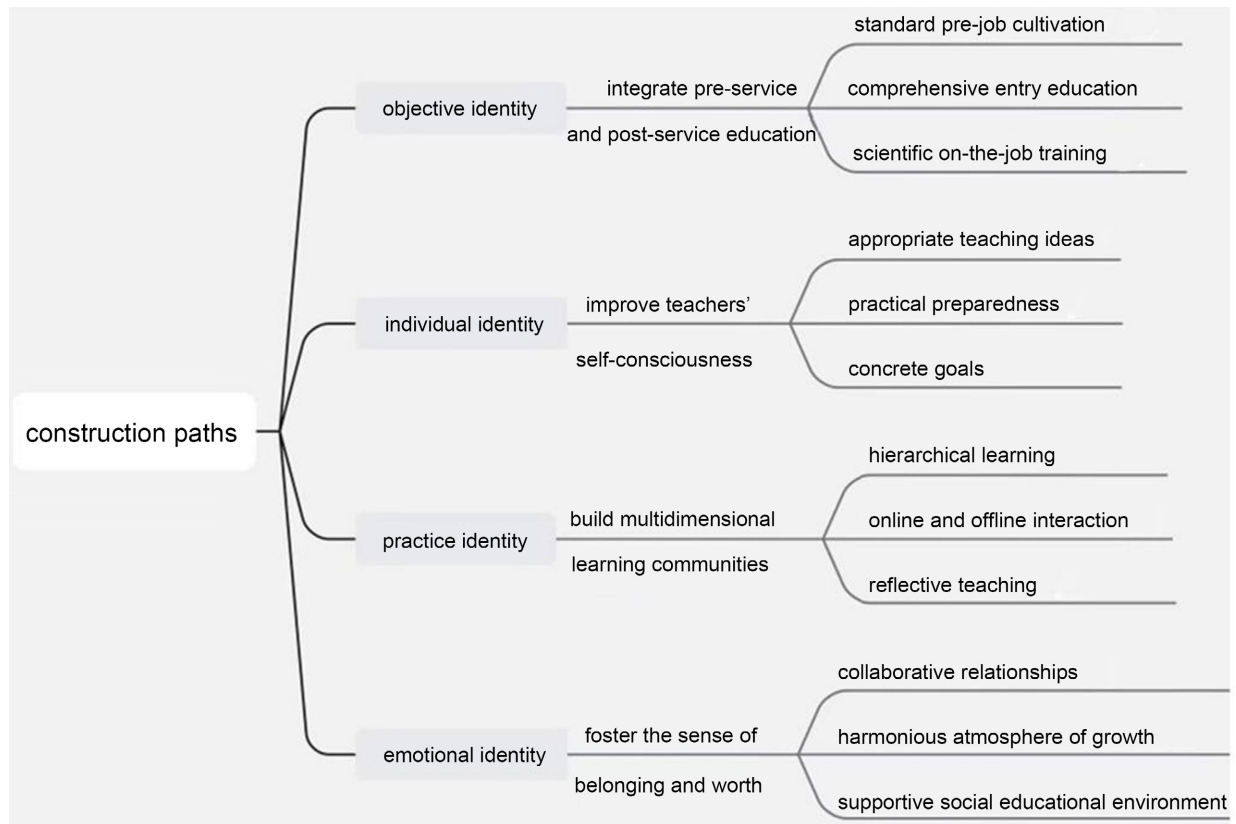 construction paths
objective identity
integrate pre-service
and post-service education
standard pre-job cultivation
comprehensive entry education
scientific on-the-job training
individual identity
improve teachers’
self-consciousness
appropriate teaching ideas
practical preparedness
concrete goals
practice identity
build multidimensional
learning communities
hierarchical learning
online and offline interaction
reflective teaching
emotional identity
foster the sense of
belonging and worth
collaborative relationships
harmonious atmosphere of growth
supportive social educational environment